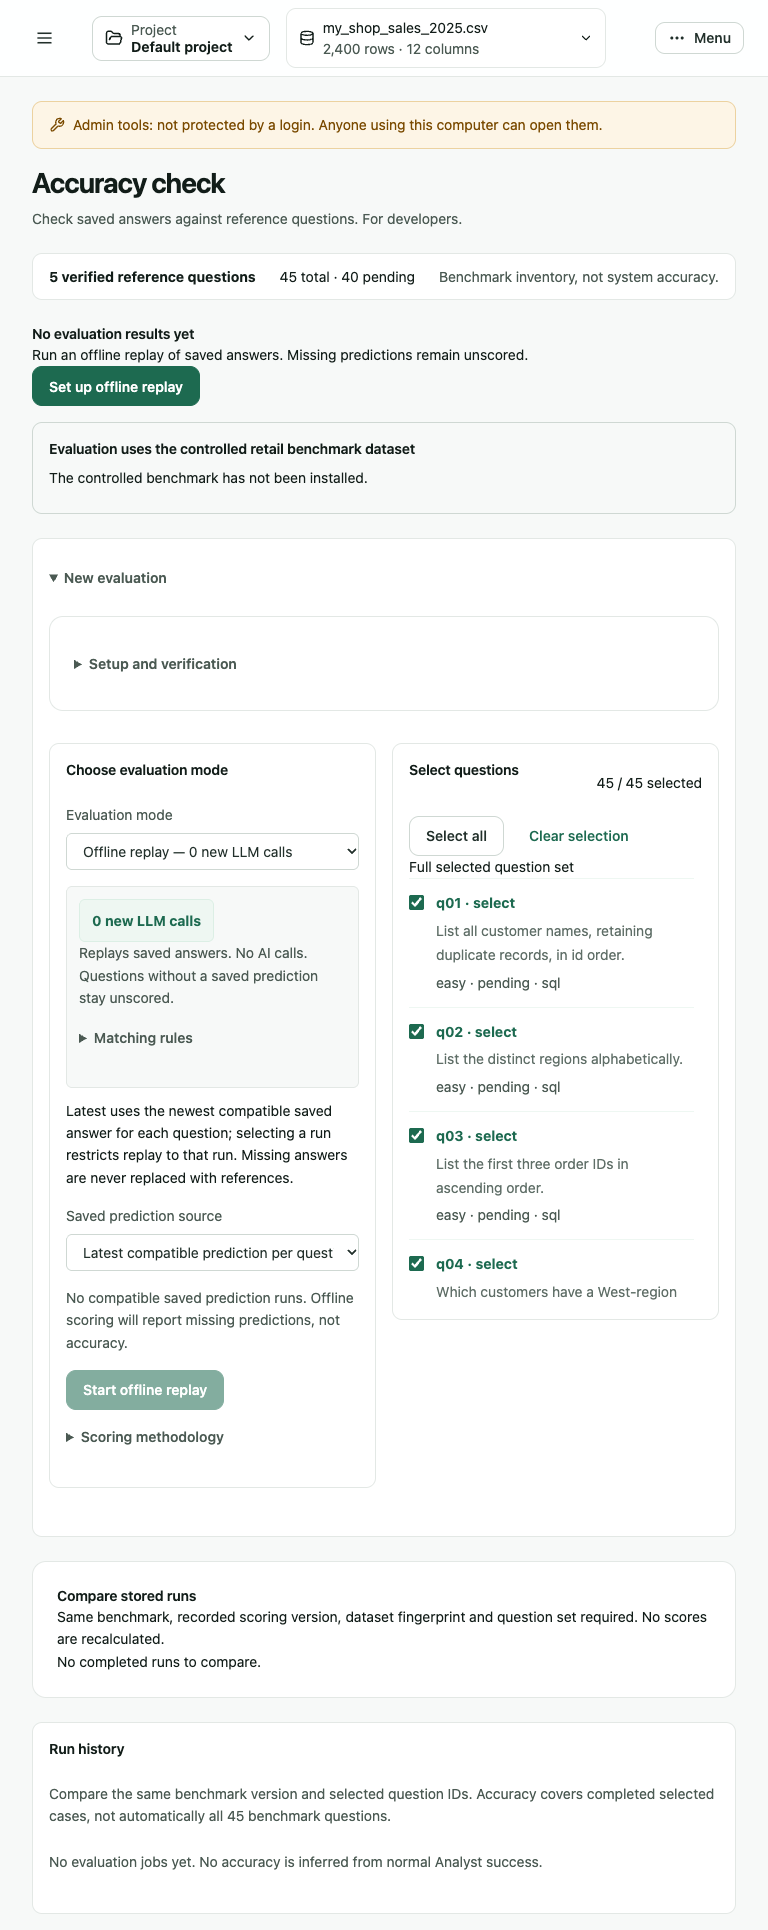 Project
Default project
my_shop_sales_2025.csv
2,400 rows · 12 columns
Menu
Admin tools: not protected by a login. Anyone using this computer can open them.
Accuracy check
Check saved answers against reference questions. For developers.
5 verified reference questions 45 total · 40 pending Benchmark inventory, not system accuracy.
No evaluation results yet
Run an offline replay of saved answers. Missing predictions remain unscored.
Set up offline replay
Evaluation uses the controlled retail benchmark dataset
The controlled benchmark has not been installed.
New evaluation
Setup and verification
Choose evaluation mode
Evaluation mode
Offline replay — 0 new LLM calls
0 new LLM calls
Replays saved answers. No AI calls.
Questions without a saved prediction
stay unscored.
Matching rules
Latest uses the newest compatible saved
answer for each question; selecting a run
restricts replay to that run. Missing answers
are never replaced with references.
Saved prediction source
Latest compatible prediction per quest
No compatible saved prediction runs. Offline
scoring will report missing predictions, not
accuracy.
Start offline replay
Scoring methodology
Select questions
45 / 45 selected
Select all
Clear selection
Full selected question set
q01 · select
List all customer names, retaining
duplicate records, in id order.
easy · pending · sql
q02 · select
List the distinct regions alphabetically.
easy · pending · sql
q03 · select
List the first three order IDs in
ascending order.
easy · pending · sql
q04 · select
Which customers have a West-region
Compare stored runs
Same benchmark, recorded scoring version, dataset fingerprint and question set required. No scores
are recalculated.
No completed runs to compare.
Run history
Compare the same benchmark version and selected question IDs. Accuracy covers completed selected
cases, not automatically all 45 benchmark questions.
No evaluation jobs yet. No accuracy is inferred from normal Analyst success.